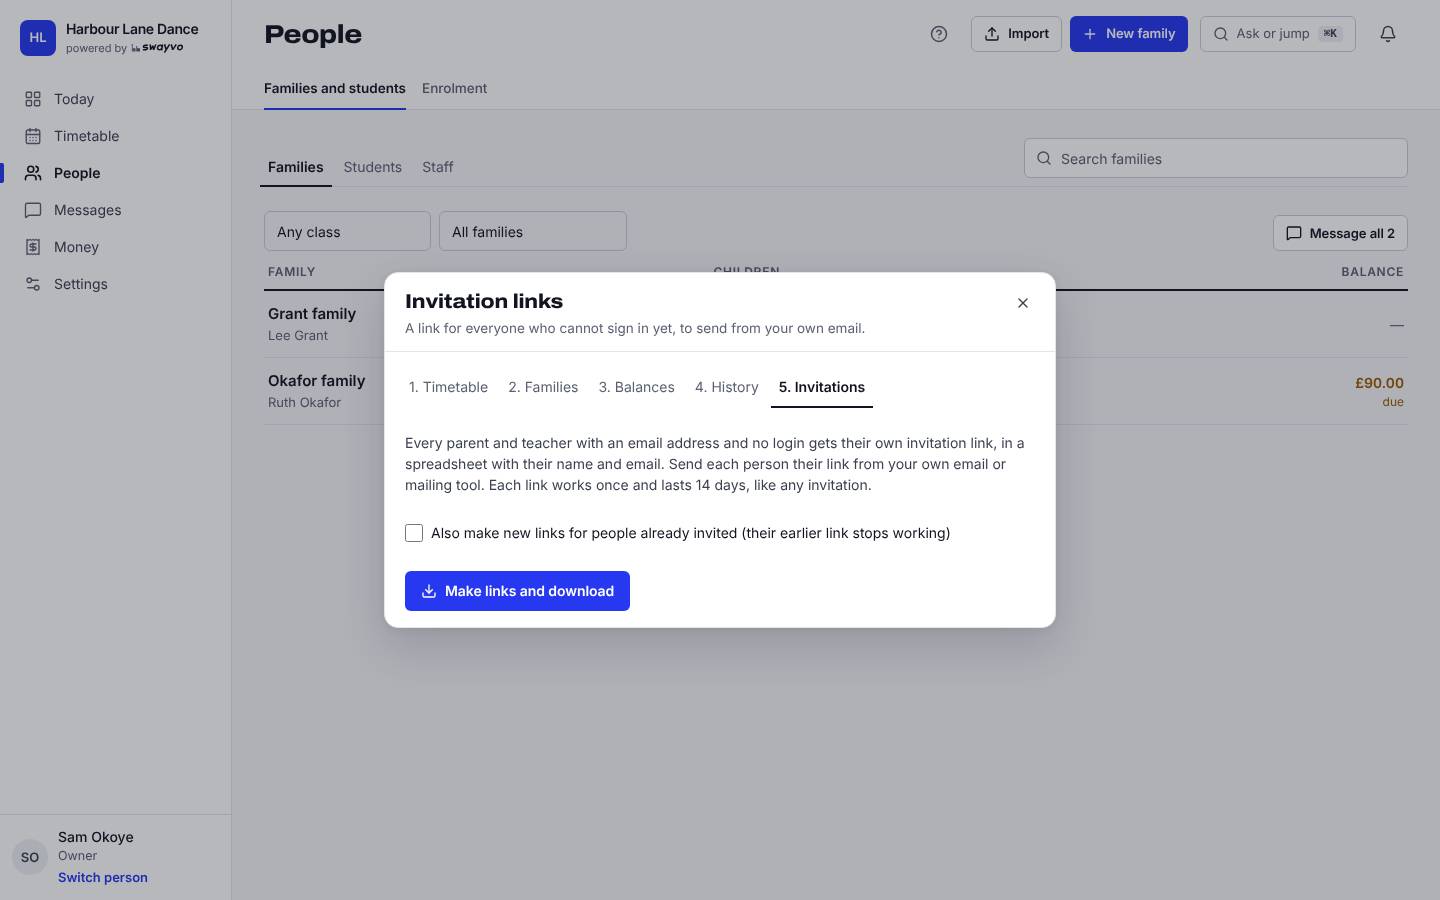 HL
Harbour Lane Dance
powered by swayvo
Today
Timetable
People
Messages
Money
Settings
SO
Sam Okoye
Owner
Switch person
People
Import
New family
Ask or jump
⌘K
Families and students
Enrolment
Families
Students
Staff
Search families
Any class
All families
Message all 2
FAMILY
CHILDREN
BALANCE
Grant family
Lee Grant
—
Okafor family
Ruth Okafor
£90.00
due
Invitation links
A link for everyone who cannot sign in yet, to send from your own email.
1. Timetable
2. Families
3. Balances
4. History
5. Invitations
Every parent and teacher with an email address and no login gets their own invitation link, in a
spreadsheet with their name and email. Send each person their link from your own email or
mailing tool. Each link works once and lasts 14 days, like any invitation.
Also make new links for people already invited (their earlier link stops working)
Make links and download